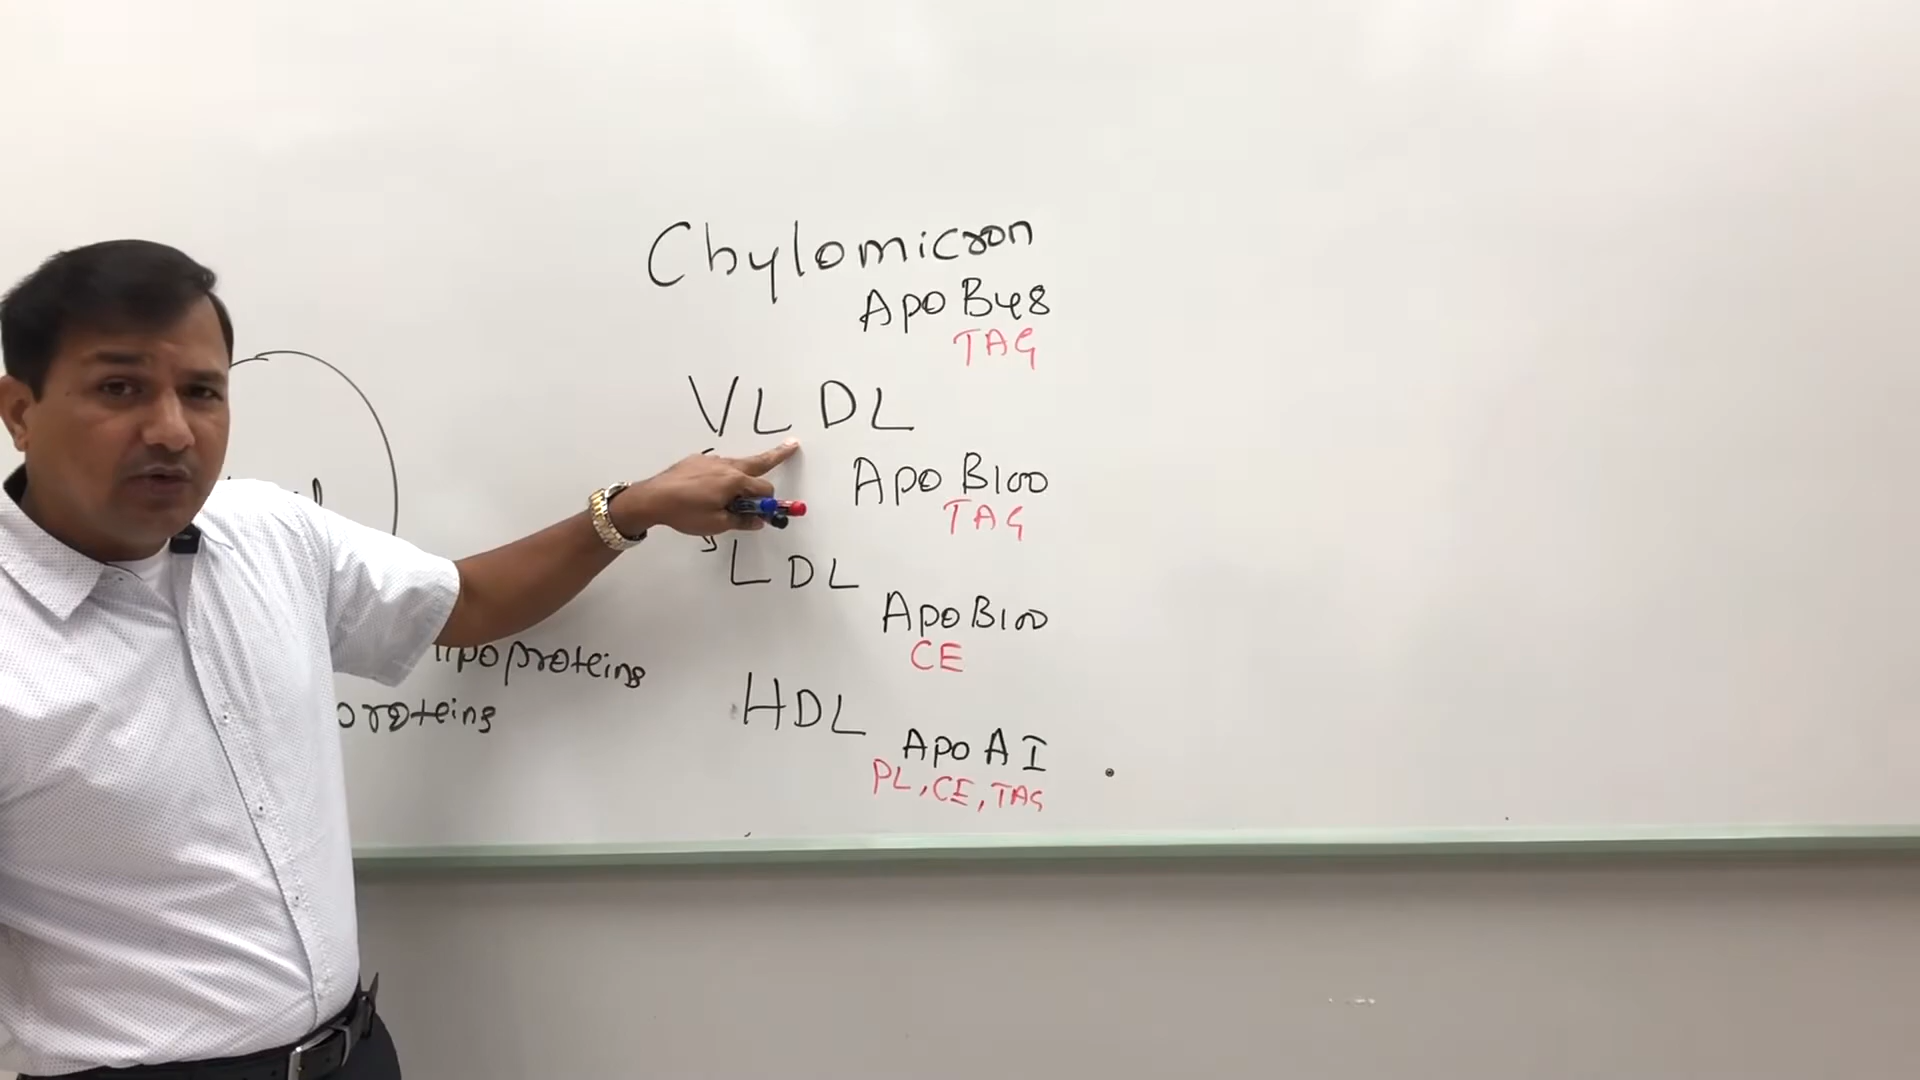 Chylomicron
Apo B48
TAG
VLDL
Apo B100
TAG
LDL
Apo B100
CE
HDL
Apo A I
PL, CE, TAG
lipoproteins
proteins